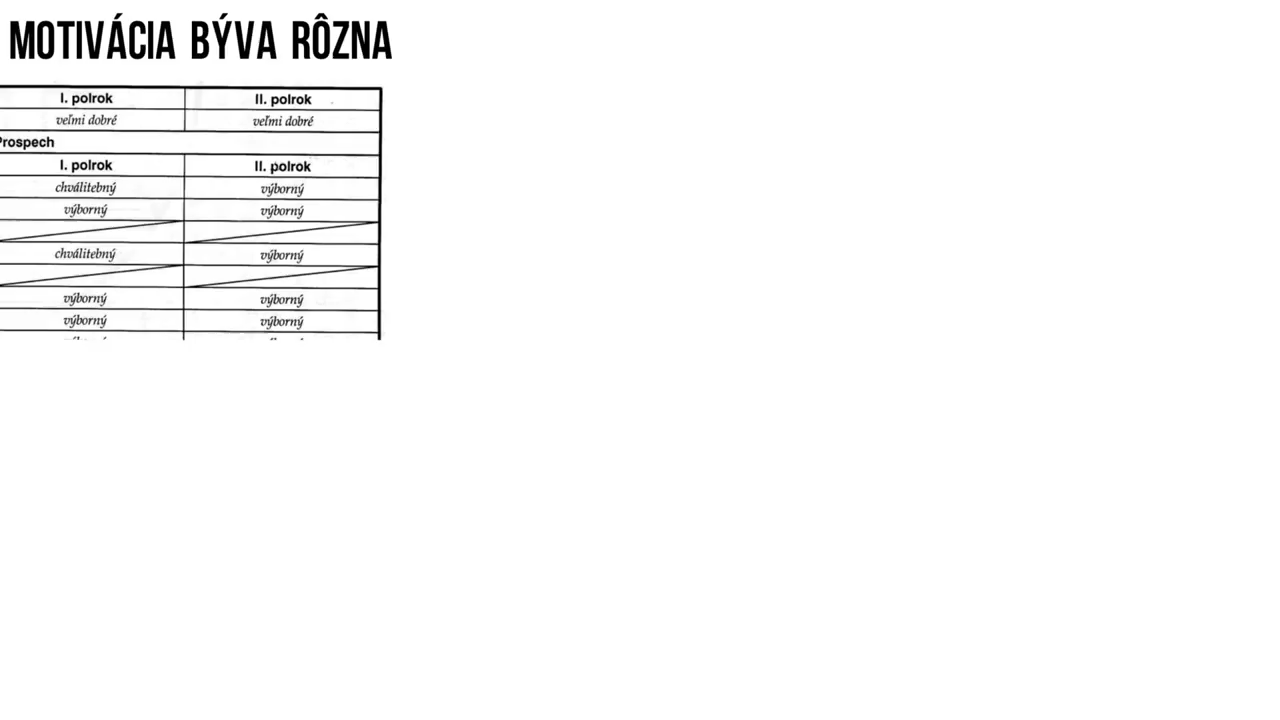 MOTIVÁCIA BÝVA RÔZNA
I. polrok II. polrok
veľmi dobré veľmi dobré
Prospech
I. polrok II. polrok
chválitebný výborný
výborný výborný
chválitebný výborný
výborný výborný
výborný výborný